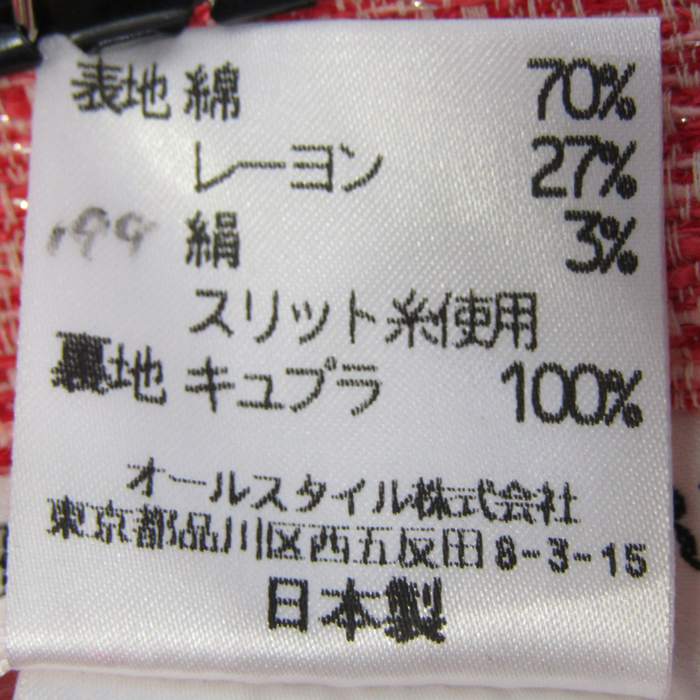 表地 綿 70%
レーヨン 27%
絹 3%
スリット糸使用
裏地 キュプラ 100%
オールスタイル株式会社
東京都品川区西五反田8-3-15
日本製